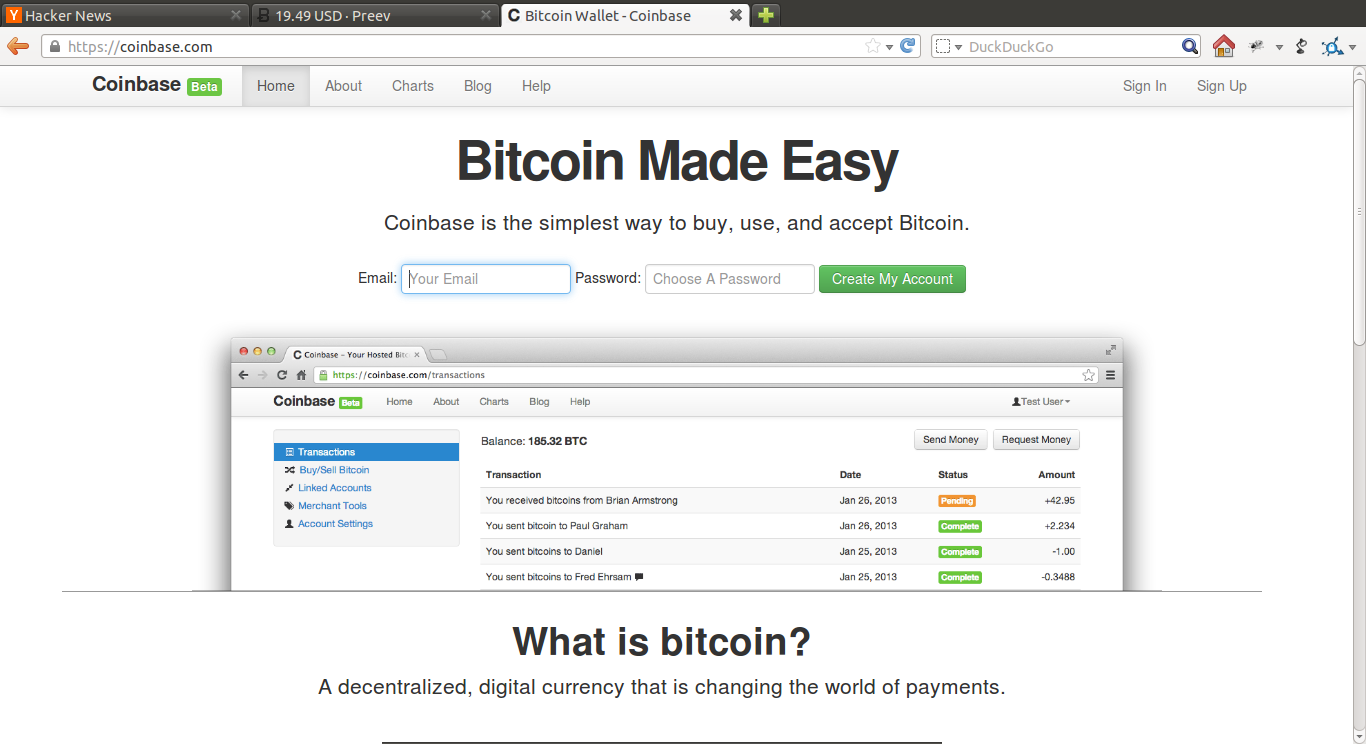 Hacker News 19.49 USD · Preev Bitcoin Wallet - Coinbase
https://coinbase.com DuckDuckGo
Coinbase Beta Home About Charts Blog Help Sign In Sign Up
Bitcoin Made Easy
Coinbase is the simplest way to buy, use, and accept Bitcoin.
Email: Your Email Password: Choose A Password Create My Account
Coinbase - Your Hosted Bitc
https://coinbase.com/transactions
Coinbase Beta Home About Charts Blog Help Test User
Balance: 185.32 BTC Send Money Request Money
Transactions
Buy/Sell Bitcoin
Linked Accounts
Merchant Tools
Account Settings
Transaction Date Status Amount
You received bitcoins from Brian Armstrong Jan 26, 2013 Pending +42.95
You sent bitcoin to Paul Graham Jan 26, 2013 Complete +2.234
You sent bitcoins to Daniel Jan 25, 2013 Complete -1.00
You sent bitcoins to Fred Ehrsam Jan 25, 2013 Complete -0.3488
What is bitcoin?
A decentralized, digital currency that is changing the world of payments.